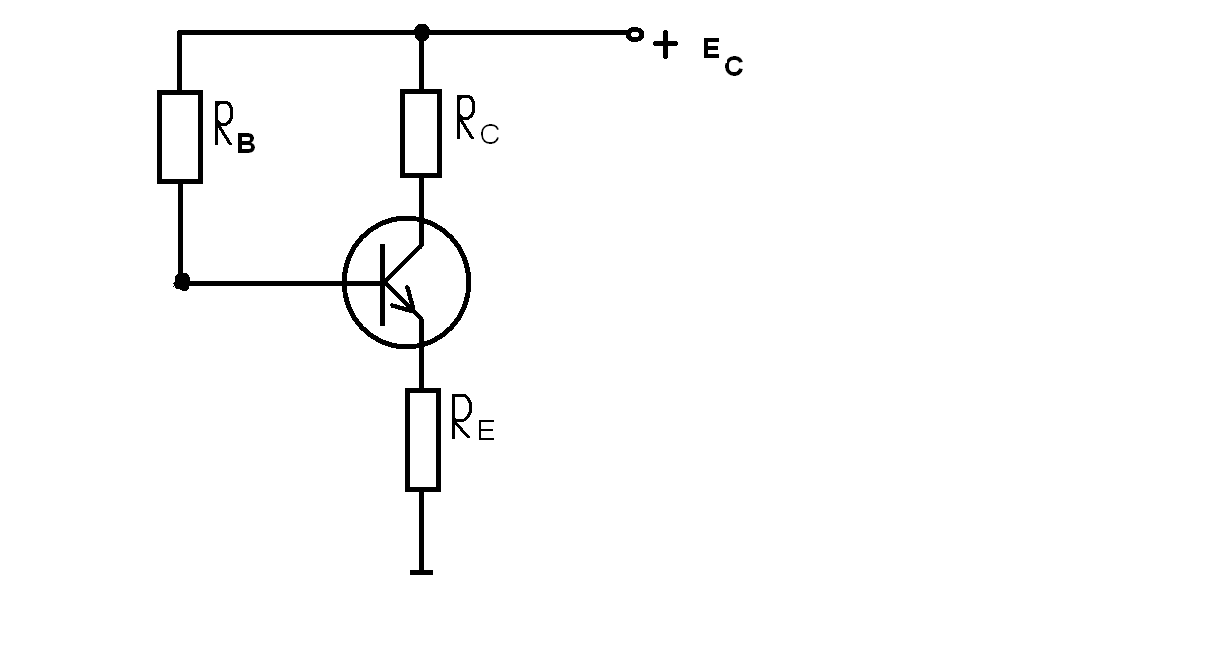 + E_C
R_B
R_C
R_E